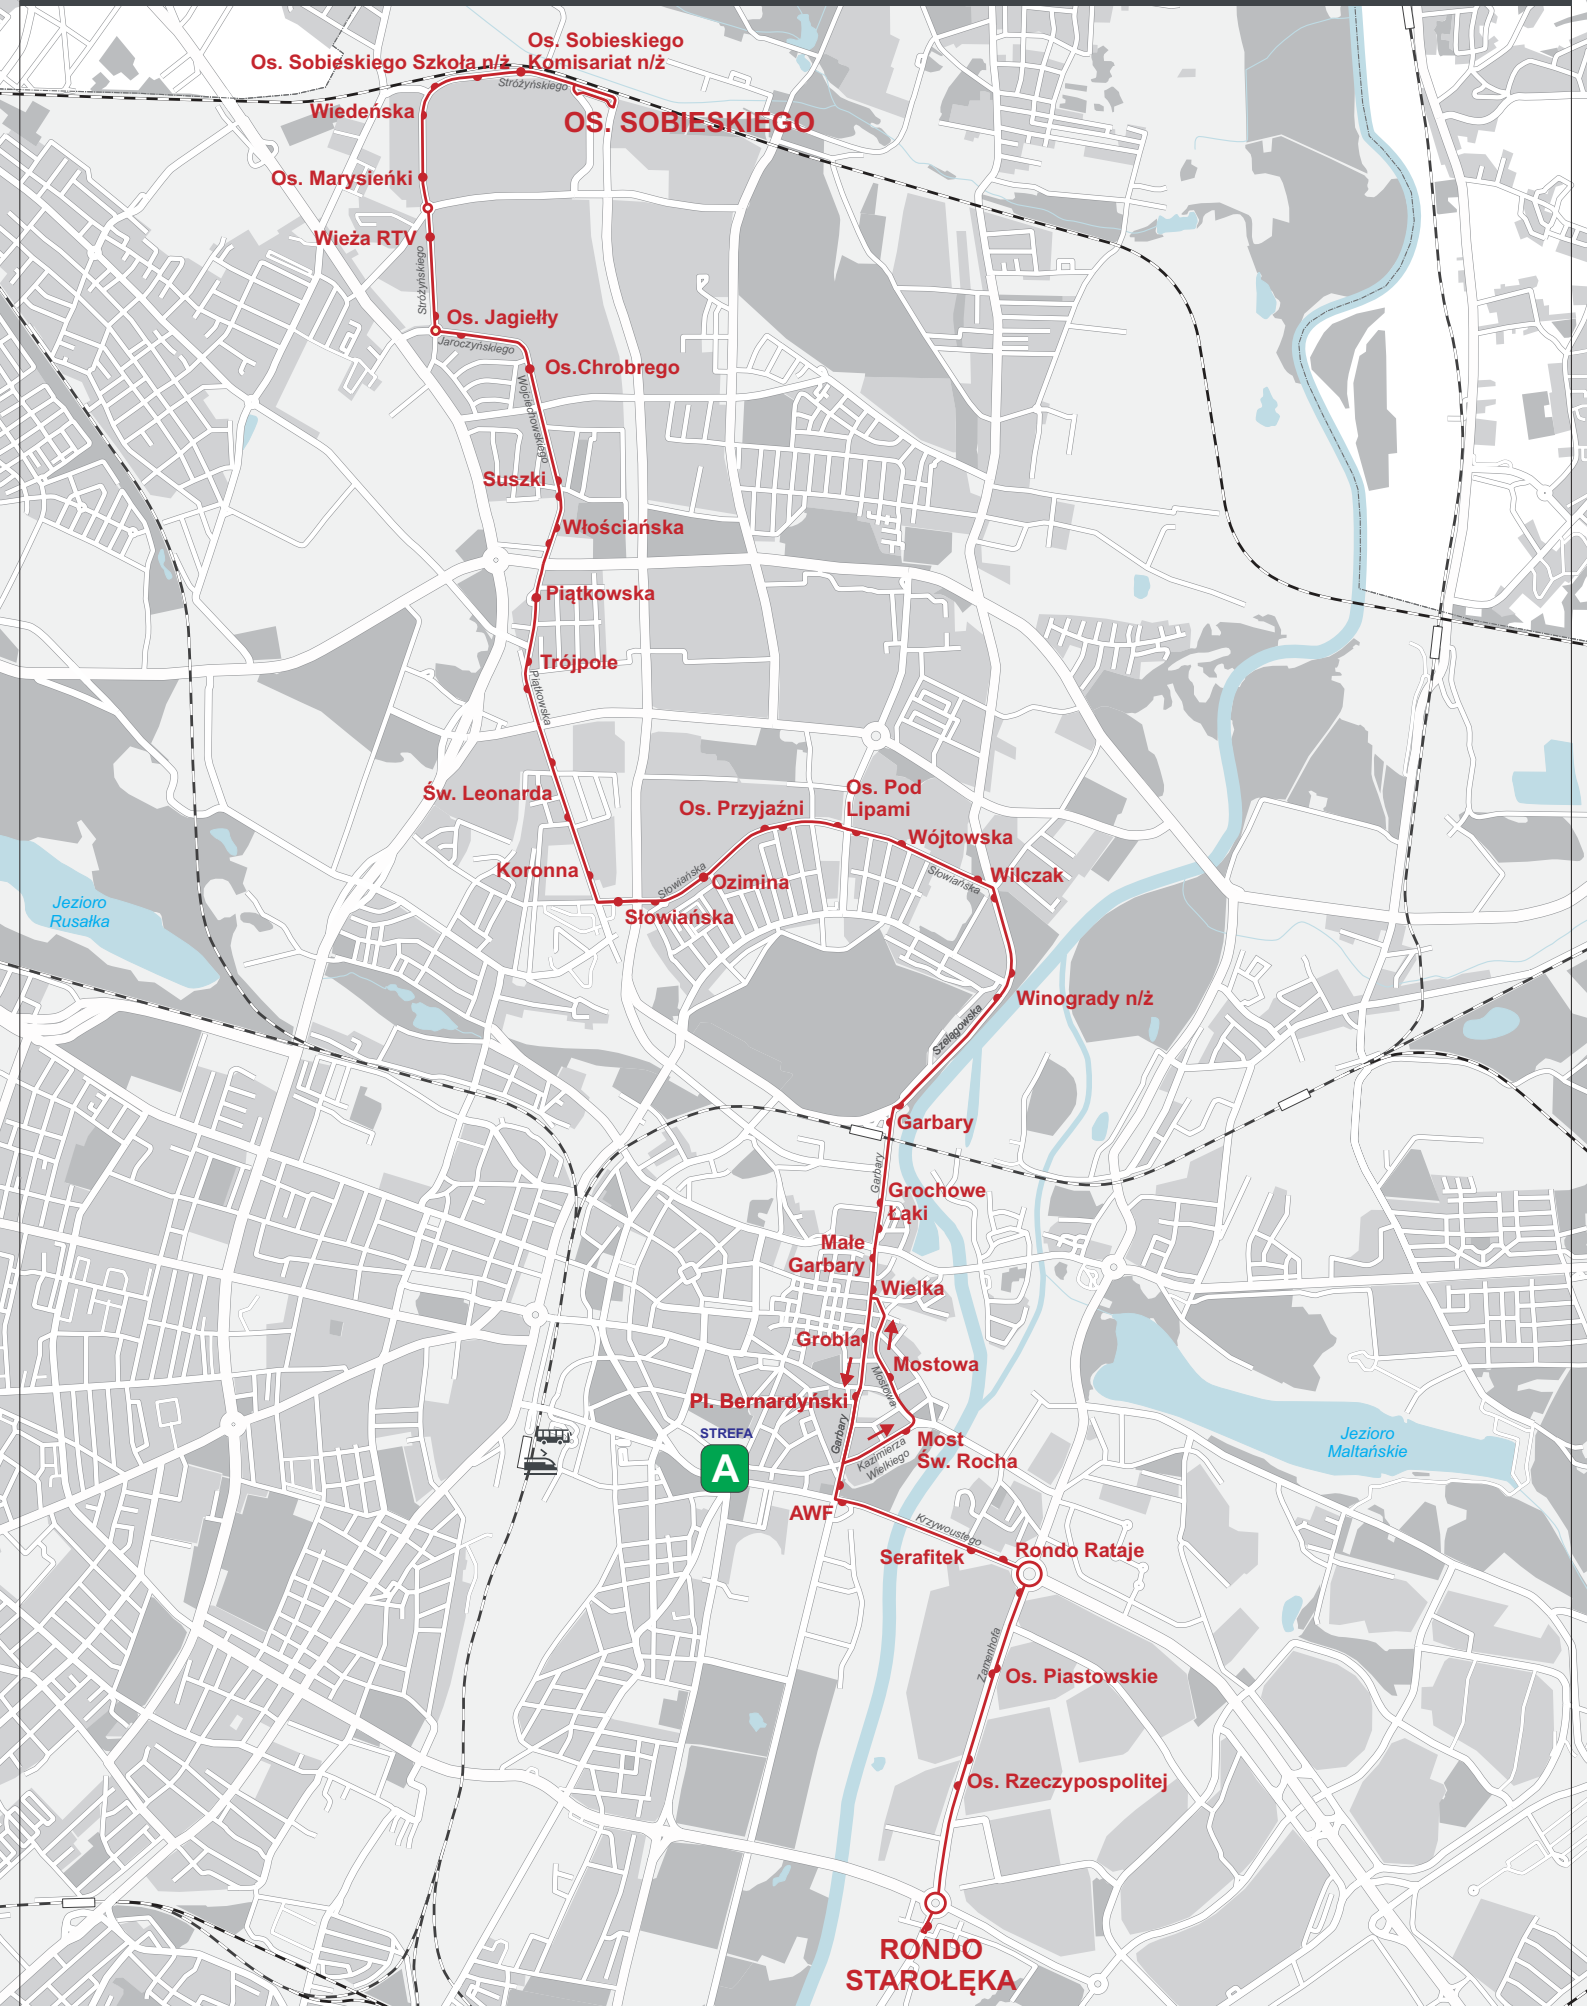 Os. Sobieskiego
Os. Sobieskiego Szkoła n/ż
Komisariat n/ż
Stróżyńskiego
Wiedeńska
OS. SOBIESKIEGO
Os. Marysieńki
Wieża RTV
Stróżyńskiego
Os. Jagiełły
Jaroczyńskiego
Os.Chrobrego
Wojciechowskiego
Suszki
Włościańska
Piątkowska
Trójpole
Piątkowska
Św. Leonarda
Os. Pod
Lipami
Os. Przyjaźni
Wójtowska
Koronna
Słowiańska
Ozimina
Słowiańska
Wilczak
Słowiańska
Jezioro
Rusałka
Winogrady n/ż
Szelągowska
Garbary
Garbary
Grochowe
Łąki
Małe
Garbary
Wielka
Grobla
Mostowa
Mostowa
Pl. Bernardyński
Garbary
STREFA
A
Kazimierza
Wielkiego
Most
Św. Rocha
Jezioro
Maltańskie
AWF
Krzywoustego
Serafitek
Rondo Rataje
Zamenhofa
Os. Piastowskie
Os. Rzeczypospolitej
RONDO
STAROŁĘKA